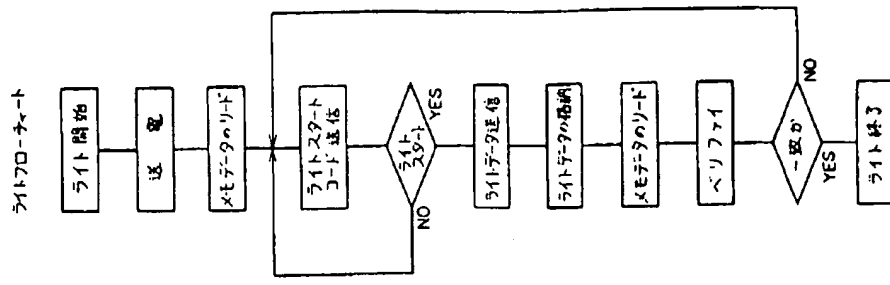 ライトフローチャート
ライト開始
送電
メモデータのリード
ライトスタート
コード送信
ライト
スタート
YES
NO
ライトデータ送信
ライトデータの格納
メモデータのリード
ベリファイ
一致か
NO
YES
ライト終了